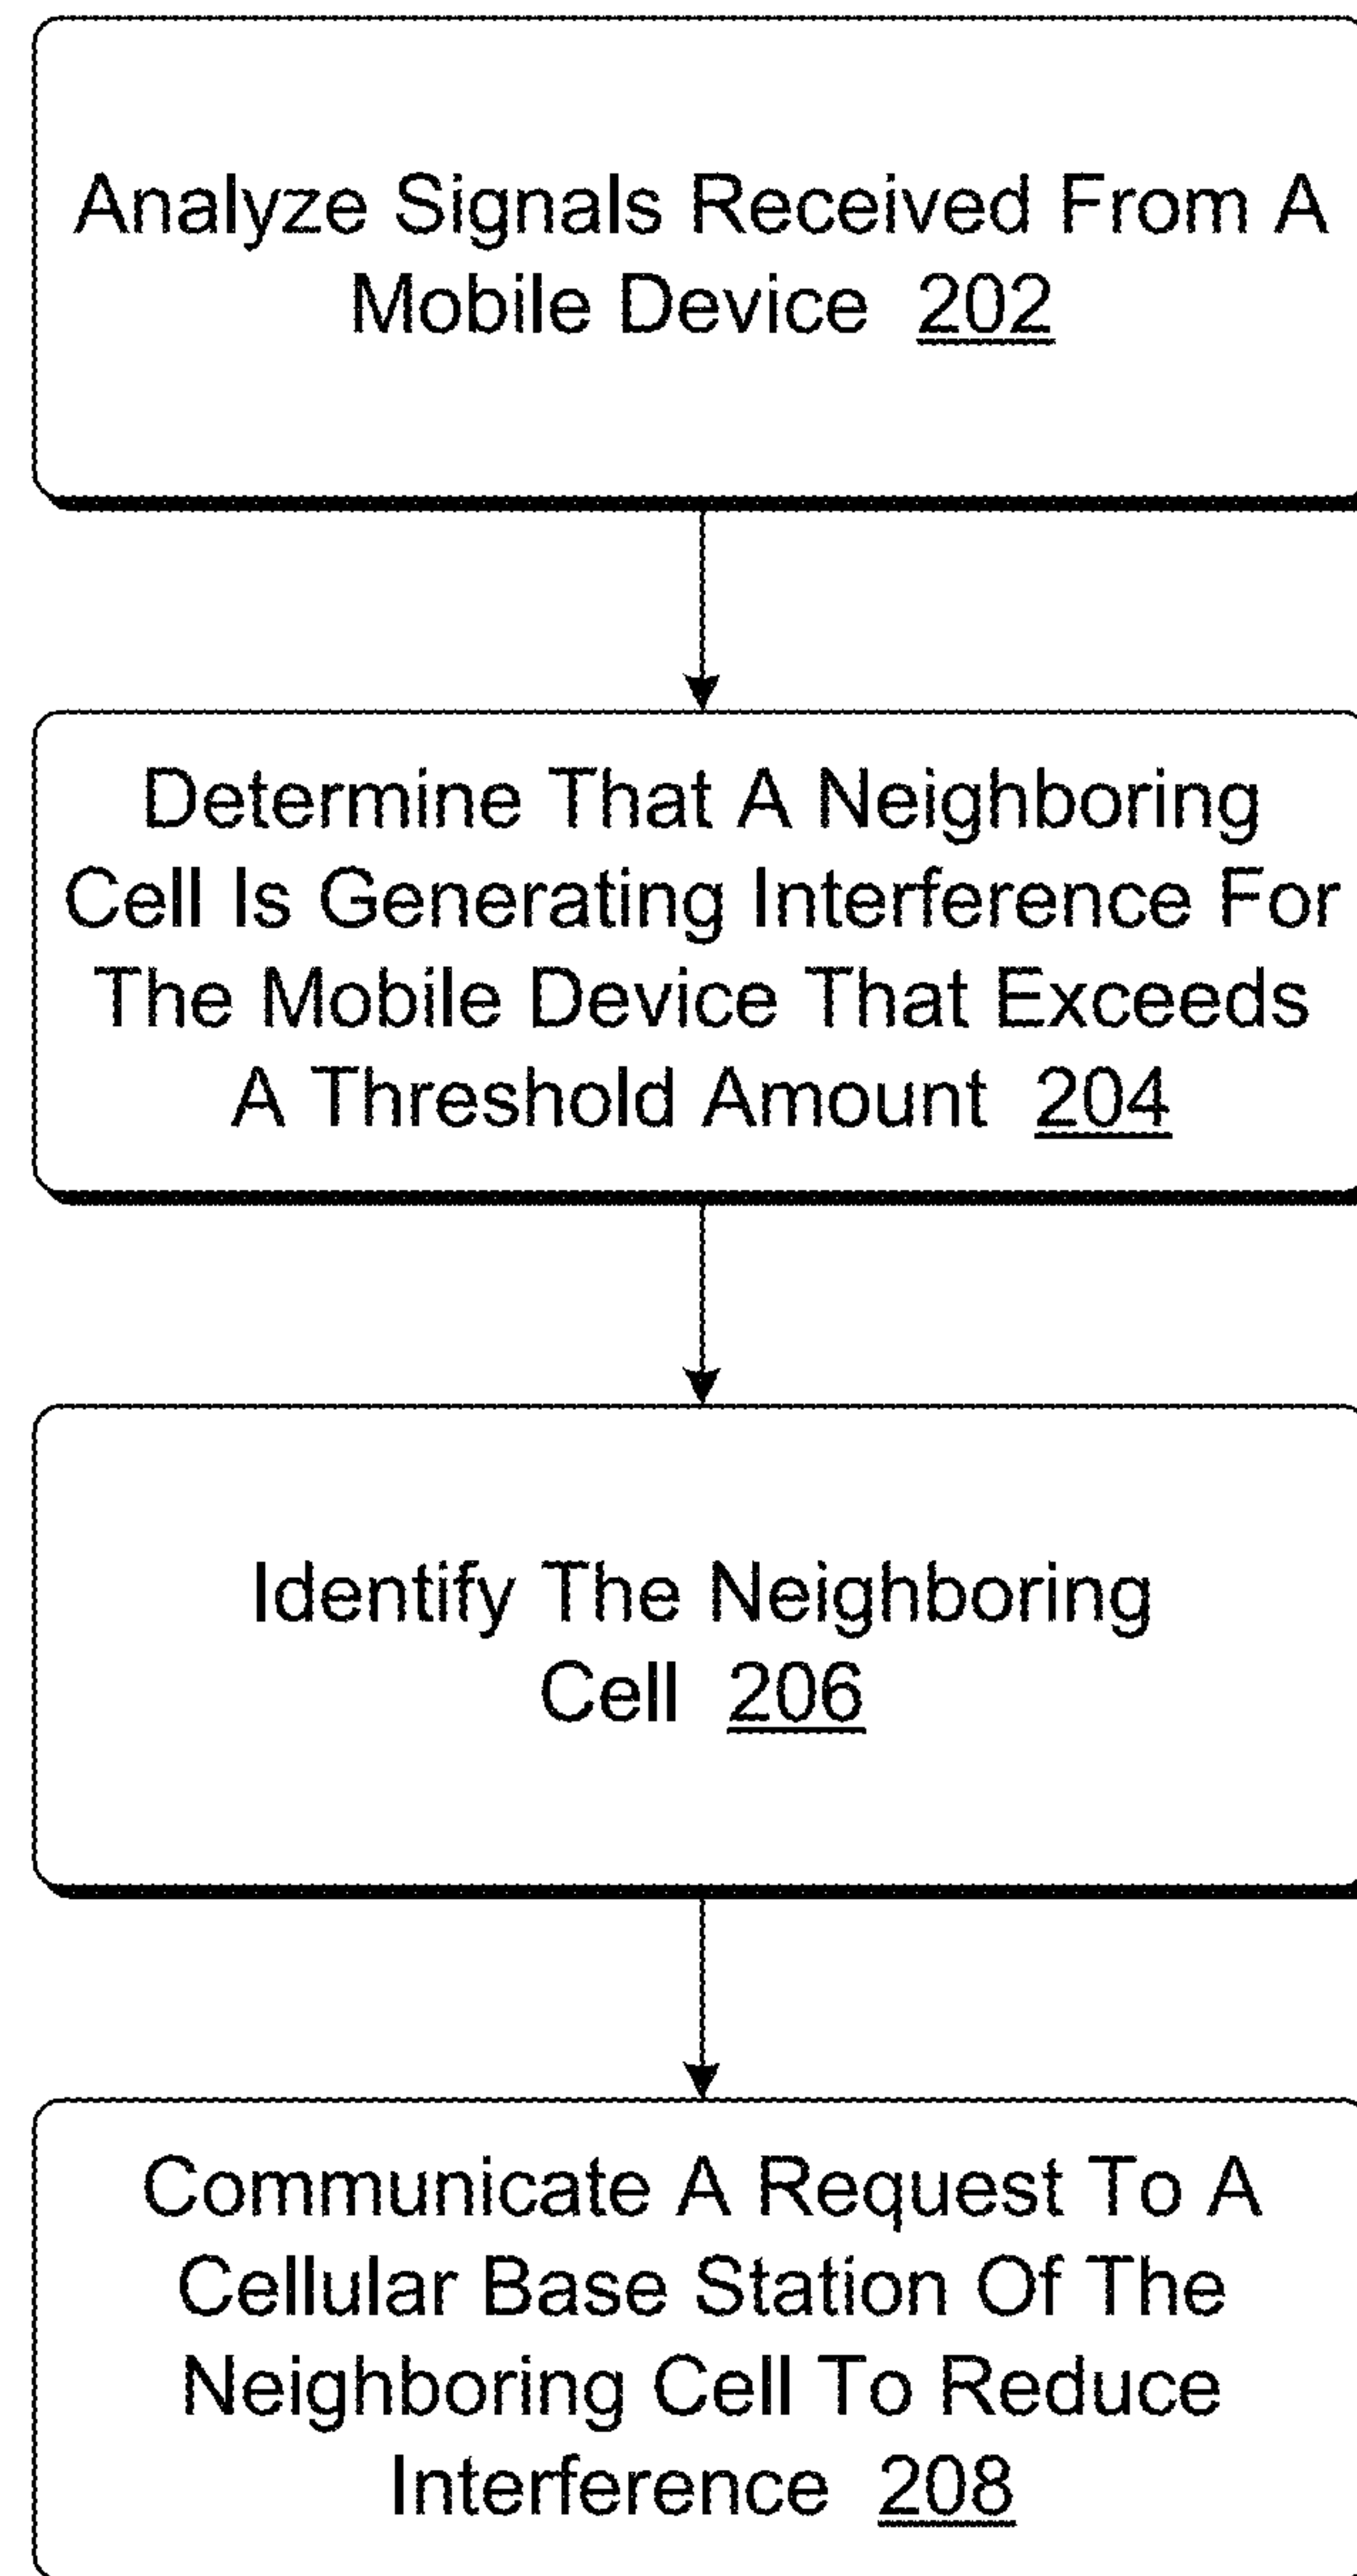 Analyze Signals Received From A
Mobile Device 202
Determine That A Neighboring
Cell Is Generating Interference For
The Mobile Device That Exceeds
A Threshold Amount 204
Identify The Neighboring
Cell 206
Communicate A Request To A
Cellular Base Station Of The
Neighboring Cell To Reduce
Interference 208